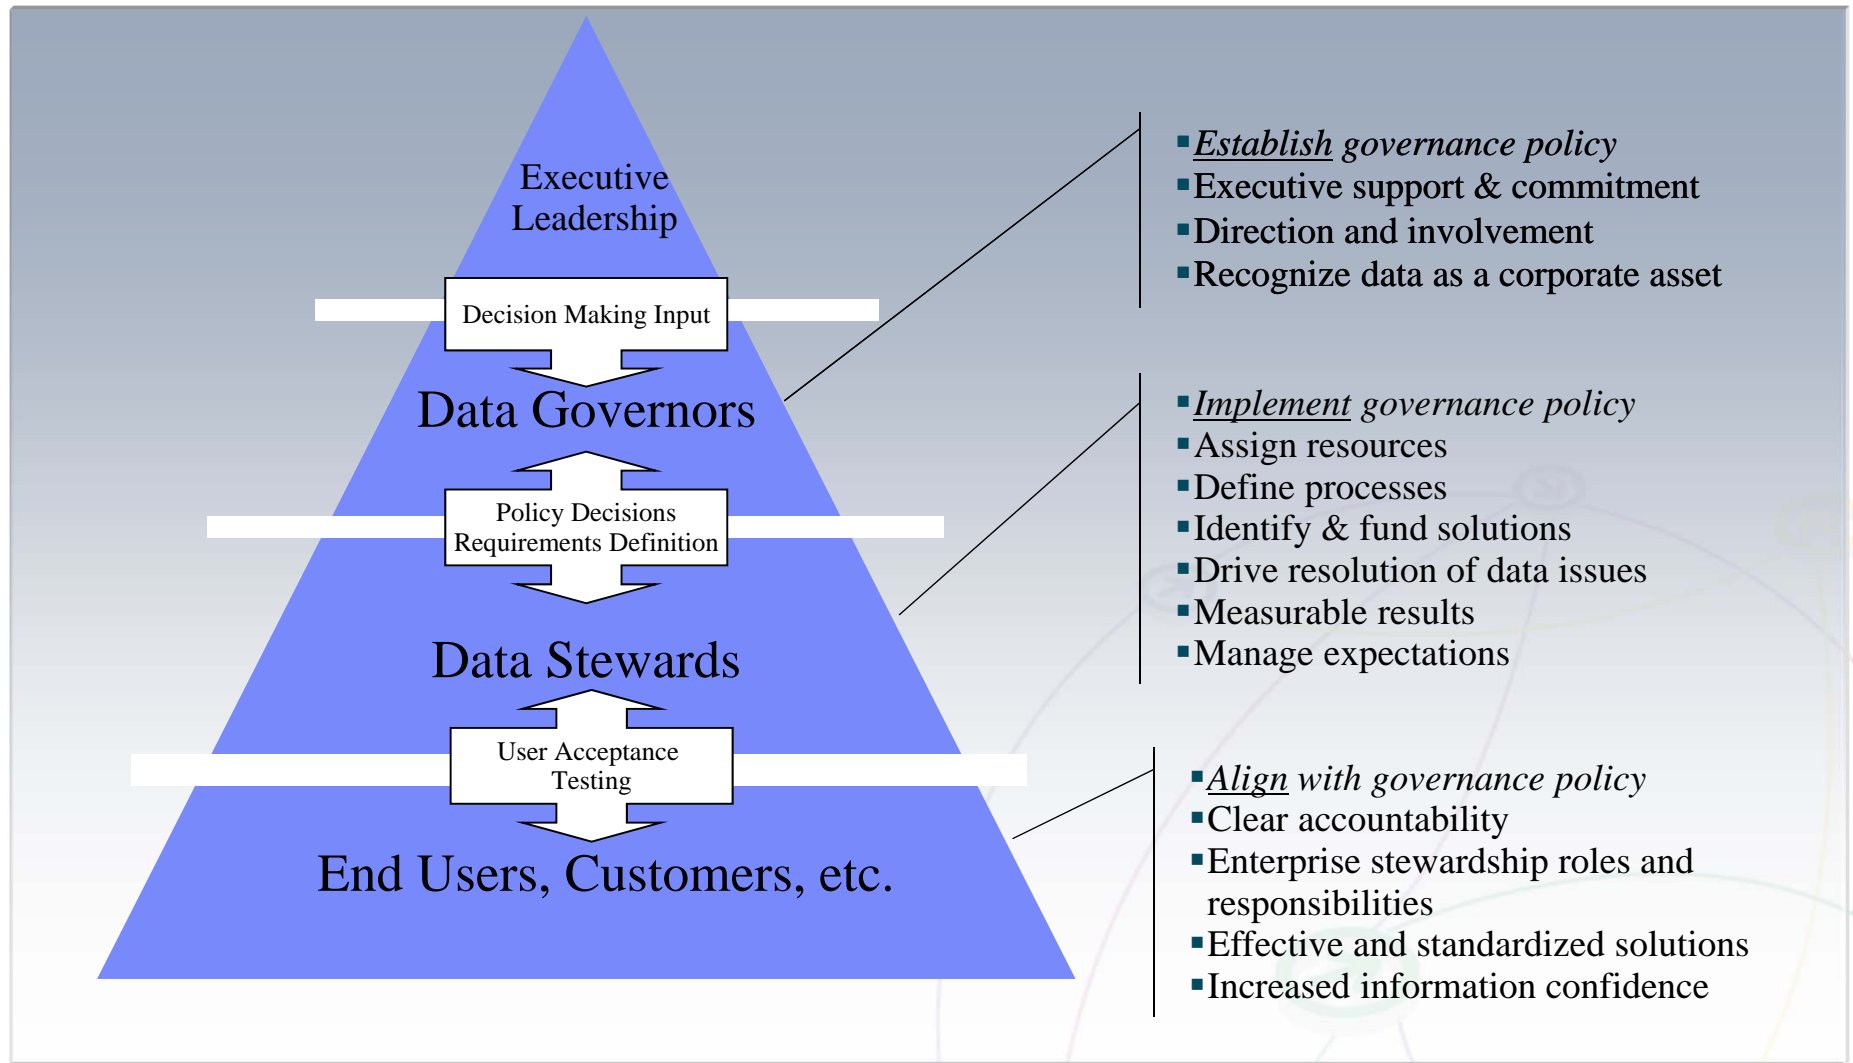 Executive
Leadership
Decision Making Input
Data Governors
Policy Decisions
Requirements Definition
Data Stewards
User Acceptance
Testing
End Users, Customers, etc.
▪Establish governance policy
▪Executive support & commitment
▪Direction and involvement
▪Recognize data as a corporate asset
▪Implement governance policy
▪Assign resources
▪Define processes
▪Identify & fund solutions
▪Drive resolution of data issues
▪Measurable results
▪Manage expectations
▪Align with governance policy
▪Clear accountability
▪Enterprise stewardship roles and
responsibilities
▪Effective and standardized solutions
▪Increased information confidence